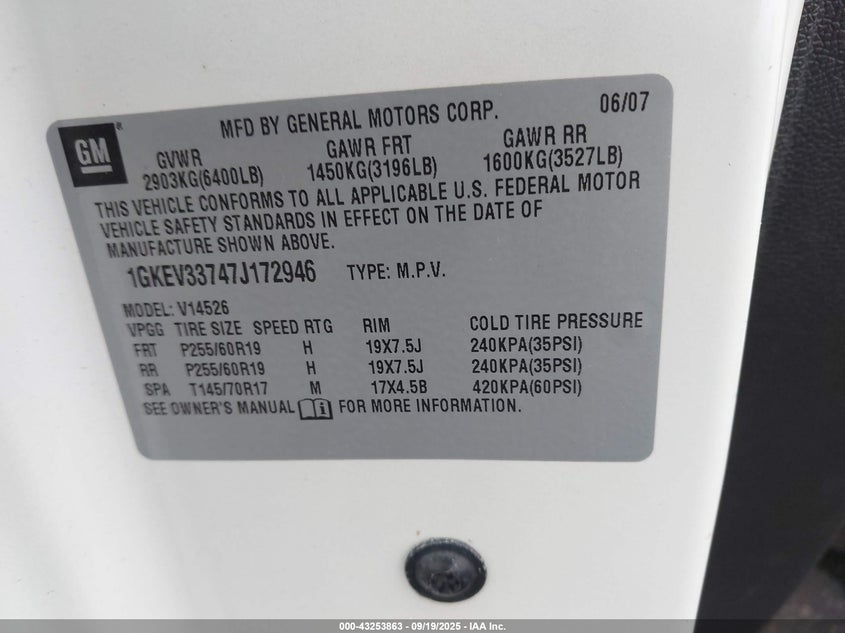 MFD BY GENERAL MOTORS CORP. 06/07
GM
GVWR GAWR FRT GAWR RR
2903KG(6400LB) 1450KG(3196LB) 1600KG(3527LB)
THIS VEHICLE CONFORMS TO ALL APPLICABLE U.S. FEDERAL MOTOR
VEHICLE SAFETY STANDARDS IN EFFECT ON THE DATE OF
MANUFACTURE SHOWN ABOVE.
1GKEV33747J172946 TYPE: M.P.V.
MODEL: V14526
VPGG TIRE SIZE SPEED RTG RIM COLD TIRE PRESSURE
FRT P255/60R19 H 19X7.5J 240KPA(35PSI)
RR P255/60R19 H 19X7.5J 240KPA(35PSI)
SPA T145/70R17 M 17X4.5B 420KPA(60PSI)
SEE OWNER'S MANUAL FOR MORE INFORMATION.
000-43253863 - 09/19/2025 - IAA Inc.